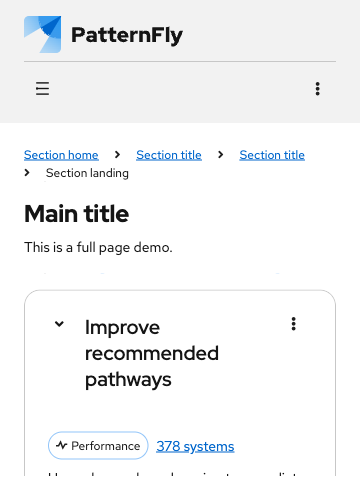 PatternFly
Section home
Section title
Section title
Section landing
Main title
This is a full page demo.
Improve
recommended
pathways
Performance
378 systems